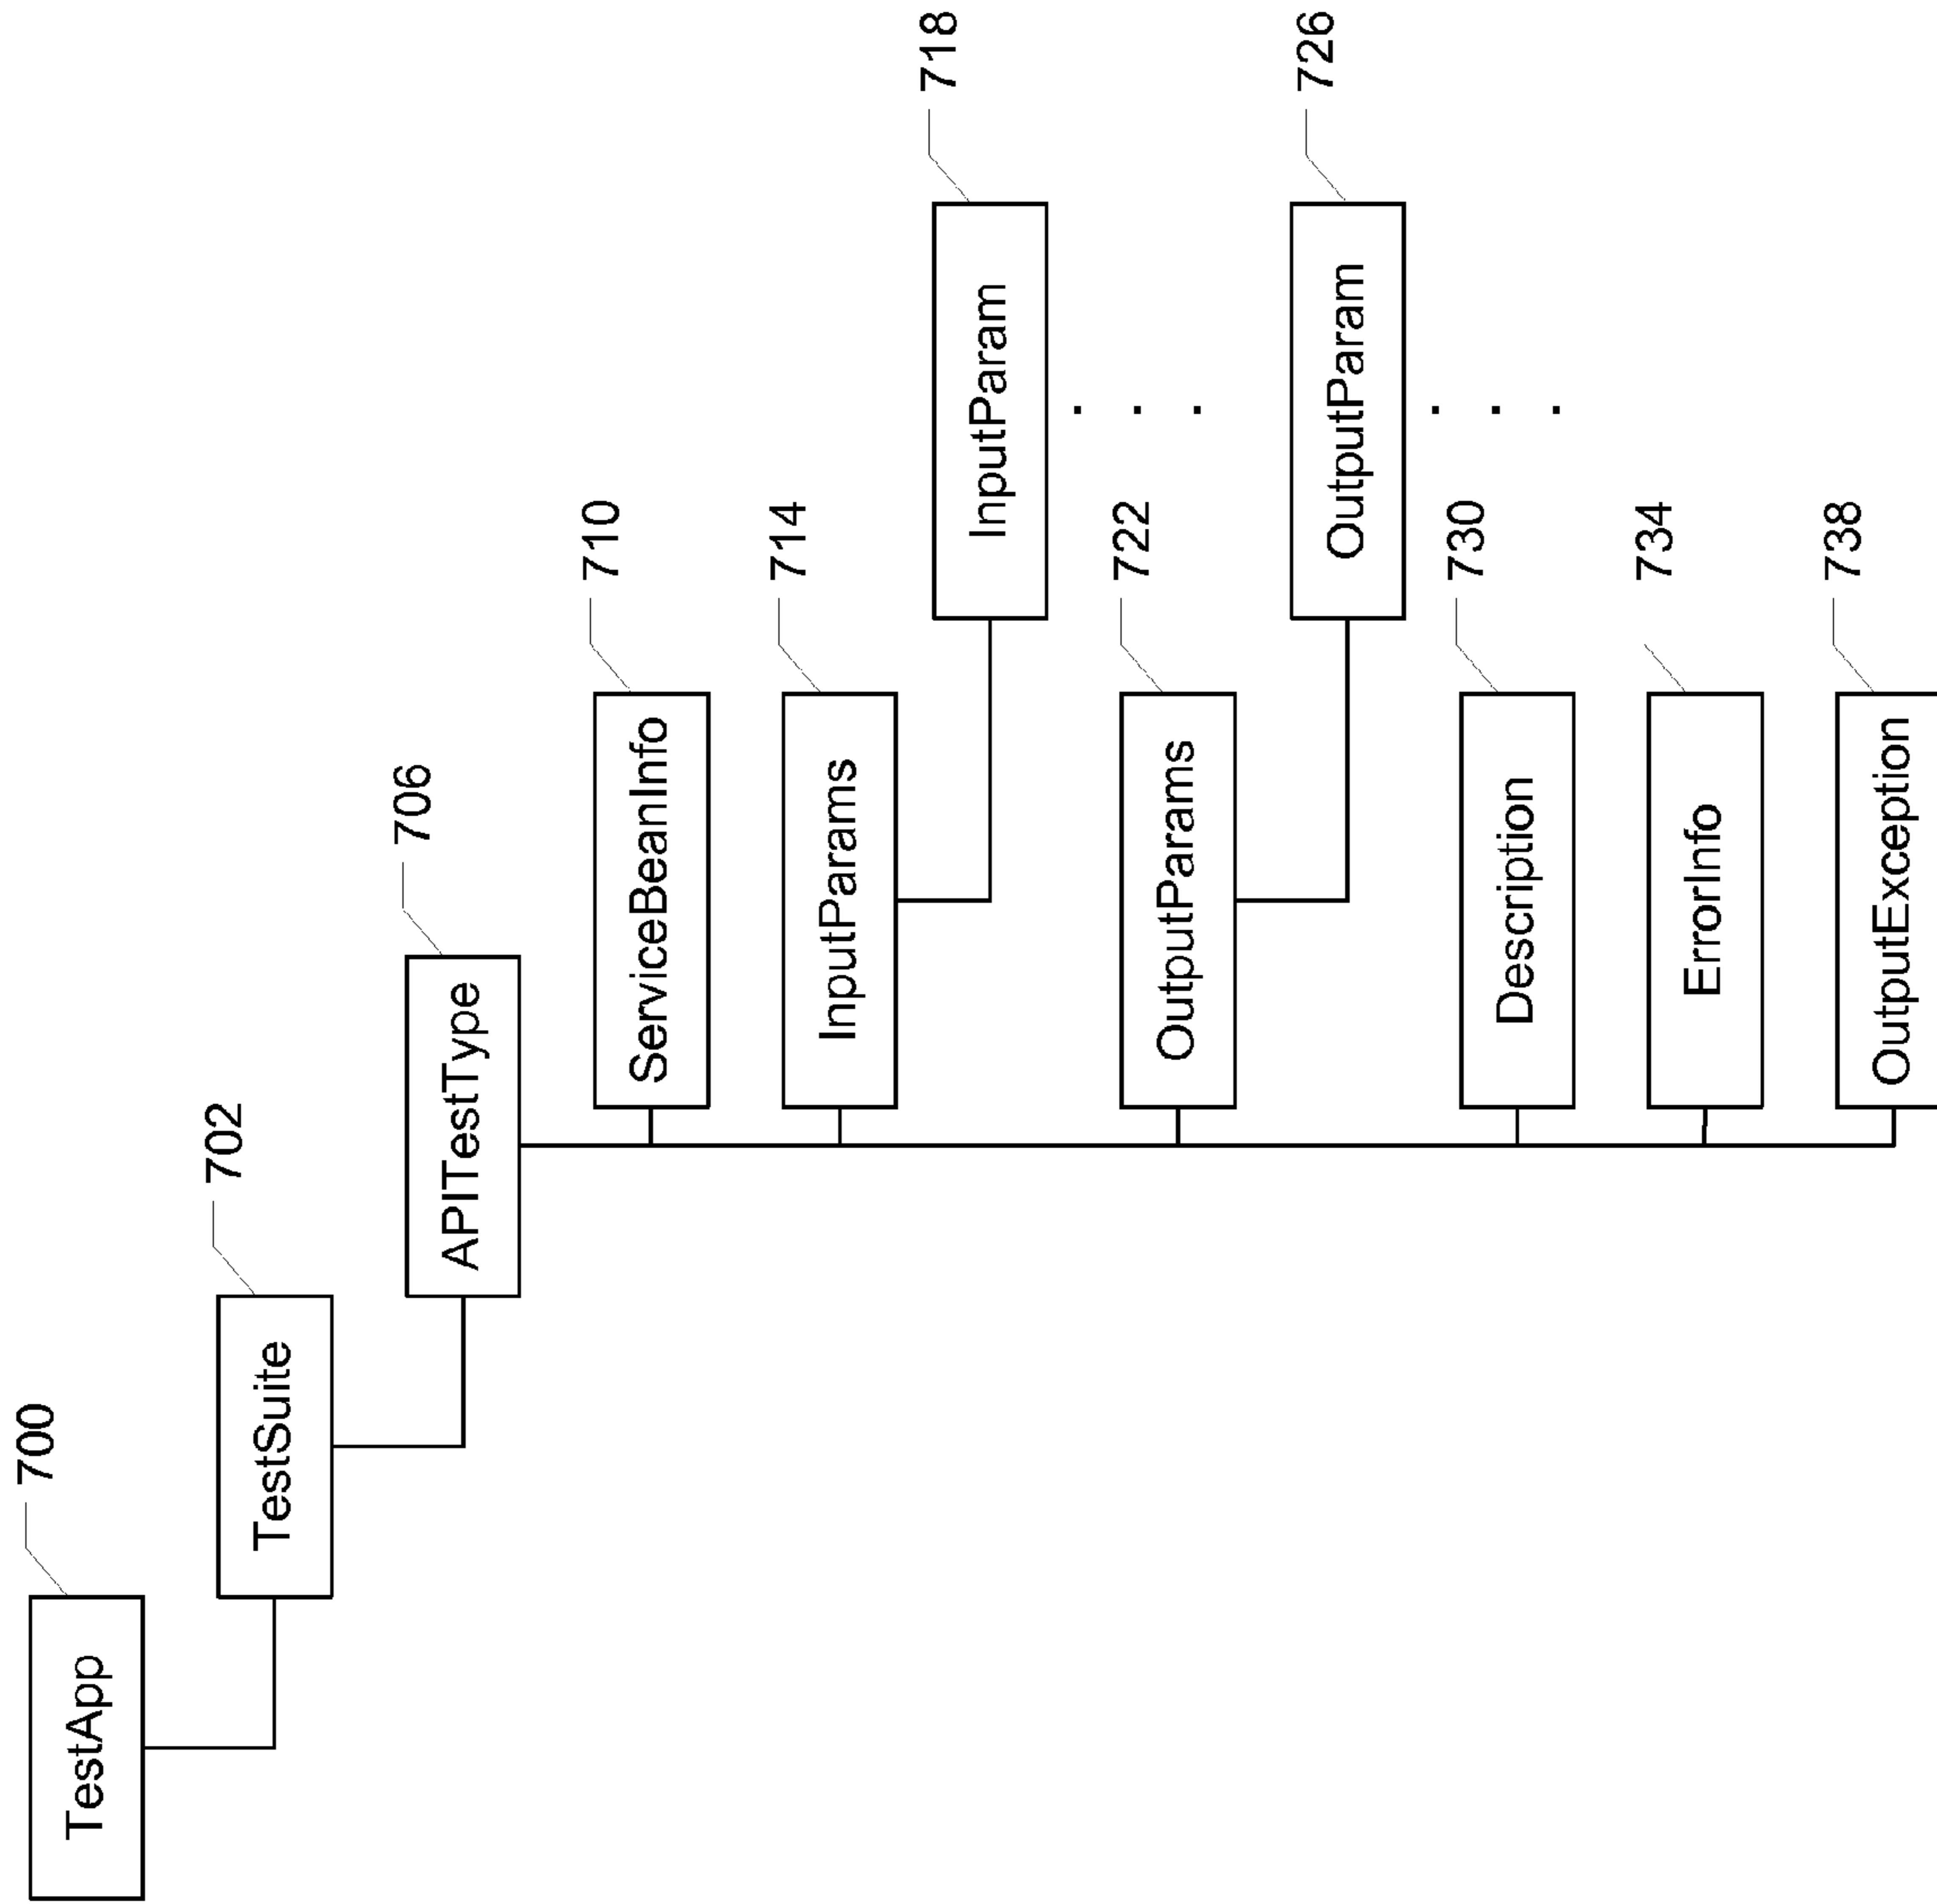 TestApp
700
TestSuite
702
APITestType
706
ServiceBeanInfo
710
InputParams
714
InputParam
718
. . .
OutputParams
722
OutputParam
726
. . .
Description
730
ErrorInfo
734
OutputException
738